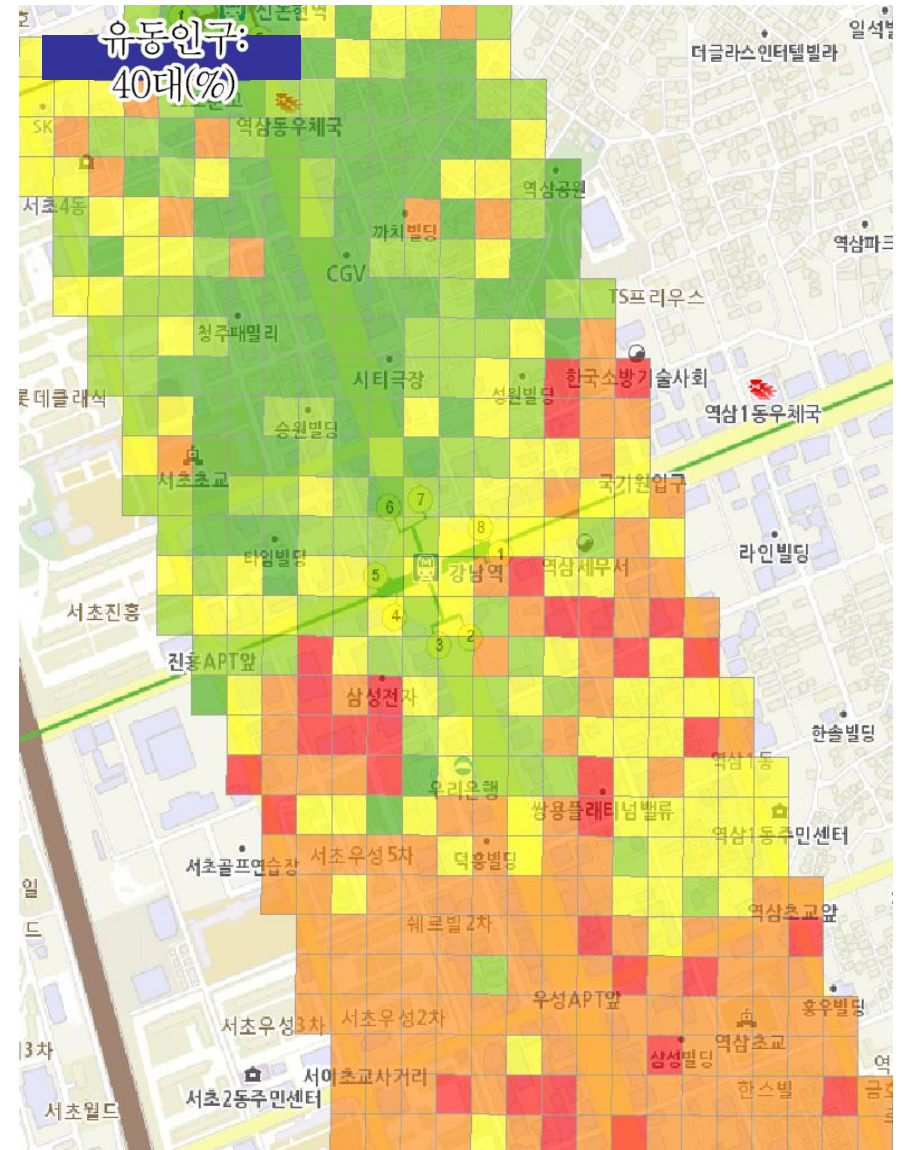 신논현역
유동인구:
40대(%)
일석빌
더글라스인터텔빌라
SK
역삼동우체국
서초4동
역삼공원
까치빌딩
역삼파크
CGV
TS프리우스
청주패밀리
시티극장
한국소방기술사회
성원빌딩
롯데클래식
역삼1동우체국
승원빌딩
서초초교
국기원입구
6
7
8
타임빌딩
1
라인빌딩
5
강남역
역삼세무서
서초진흥
4
3
2
진흥APT앞
삼성전자
한솔빌딩
역삼1동
우리은행
쌍용플래티넘밸류
역삼1동주민센터
서초우성5차
덕흥빌딩
서초골프연습장
일
드
역삼초교앞
쉐르빌2차
우성APT앞
흥우빌딩
서초우성3차
서초우성2차
역삼초교
3차
삼성빌딩
역
서이초교사거리
서초2동주민센터
한스빌
금호
서초월드